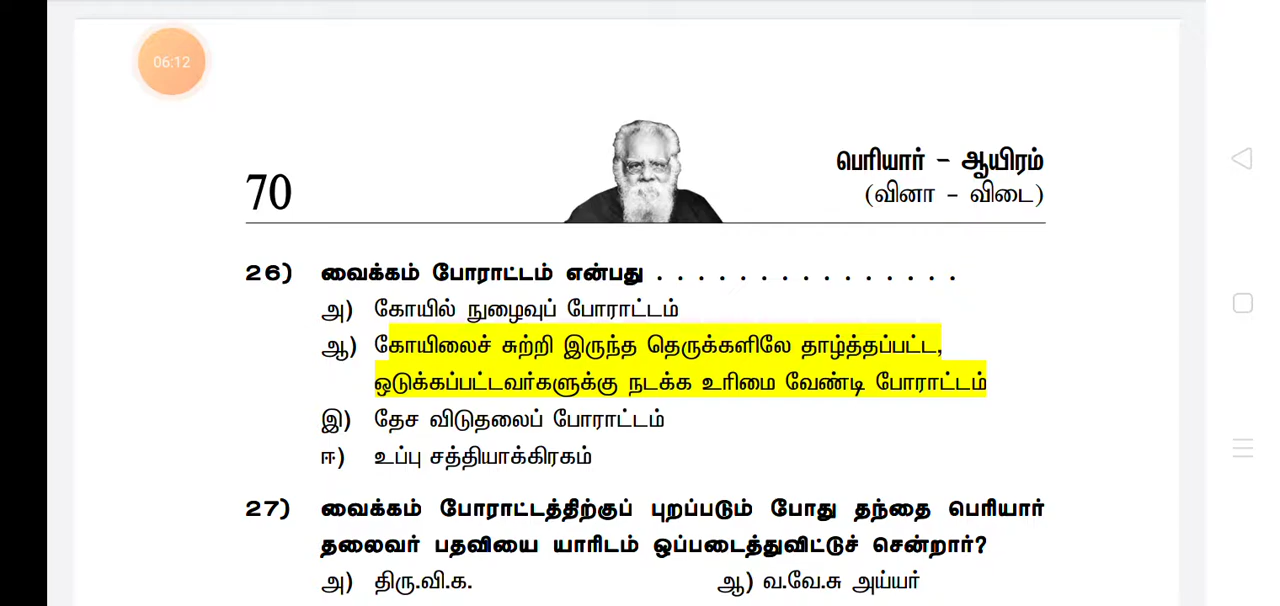 06:12
70
பெரியார் - ஆயிரம்
(வினா - விடை)
26) வைக்கம் போராட்டம் என்பது . . . . . . . . . . . . . . .
அ) கோயில் நுழைவுப் போராட்டம்
ஆ) கோயிலைச் சுற்றி இருந்த தெருக்களிலே தாழ்த்தப்பட்ட,
ஒடுக்கப்பட்டவர்களுக்கு நடக்க உரிமை வேண்டி போராட்டம்
இ) தேச விடுதலைப் போராட்டம்
ஈ) உப்பு சத்தியாக்கிரகம்
27) வைக்கம் போராட்டத்திற்குப் புறப்படும் போது தந்தை பெரியார்
தலைவர் பதவியை யாரிடம் ஒப்படைத்துவிட்டுச் சென்றார்?
அ) திரு.வி.க. ஆ) வ.வே.சு அய்யர்